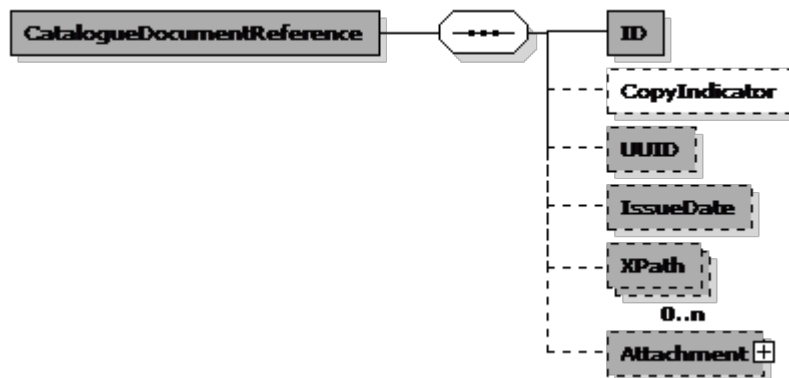 CatalogueDocumentReference
ID
CopyIndicator
UUID
IssueDate
XPath
0..n
Attachment